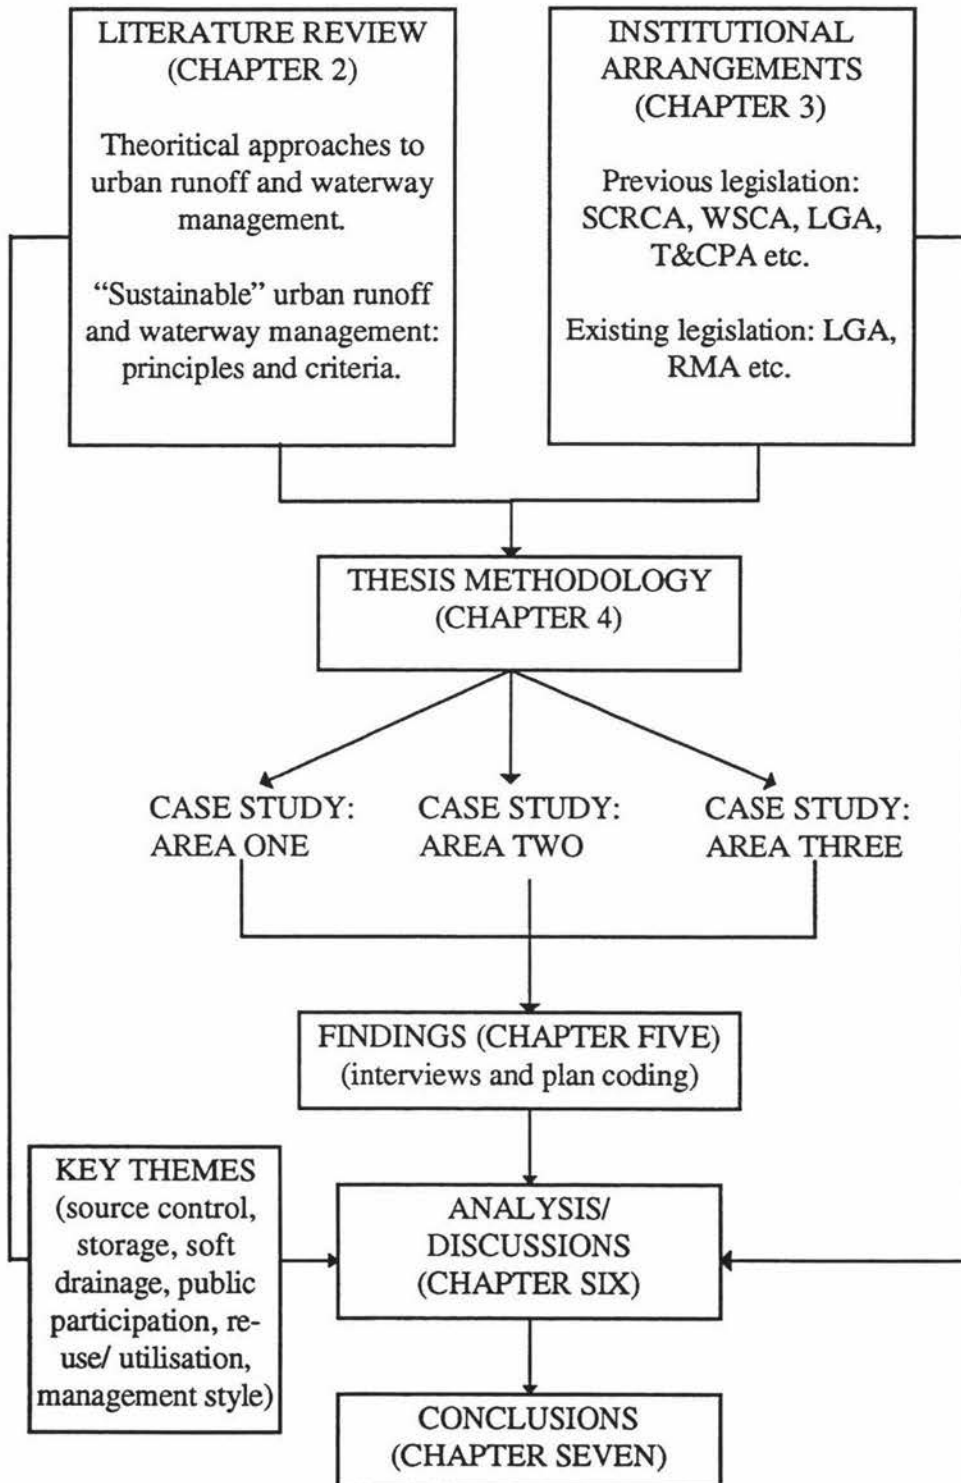 LITERATURE REVIEW
(CHAPTER 2)
Theoritical approaches to
urban runoff and waterway
management.
“Sustainable” urban runoff
and waterway management:
principles and criteria.
INSTITUTIONAL
ARRANGEMENTS
(CHAPTER 3)
Previous legislation:
SCRCA, WSCA, LGA,
T&CPA etc.
Existing legislation: LGA,
RMA etc.
THESIS METHODOLOGY
(CHAPTER 4)
CASE STUDY:
AREA ONE
CASE STUDY:
AREA TWO
CASE STUDY:
AREA THREE
FINDINGS (CHAPTER FIVE)
(interviews and plan coding)
KEY THEMES
(source control,
storage, soft
drainage, public
participation, re-
use/ utilisation,
management style)
ANALYSIS/
DISCUSSIONS
(CHAPTER SIX)
CONCLUSIONS
(CHAPTER SEVEN)